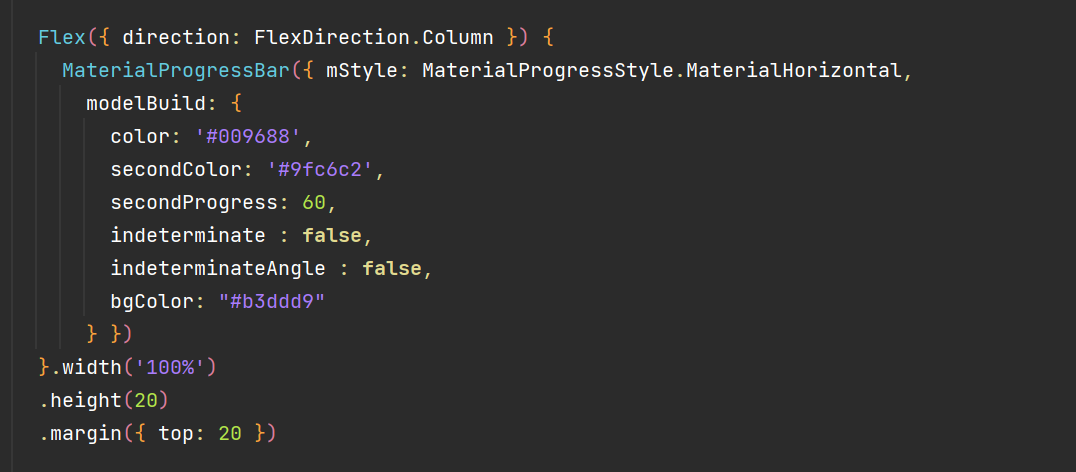 Flex({ direction: FlexDirection.Column }) {
MaterialProgressBar({ mStyle: MaterialProgressStyle.MaterialHorizontal,
modelBuild: {
color: '#009688',
secondColor: '#9fc6c2',
secondProgress: 60,
indeterminate : false,
indeterminateAngle : false,
bgColor: "#b3ddd9"
} })
}.width('100%')
.height(20)
.margin({ top: 20 })